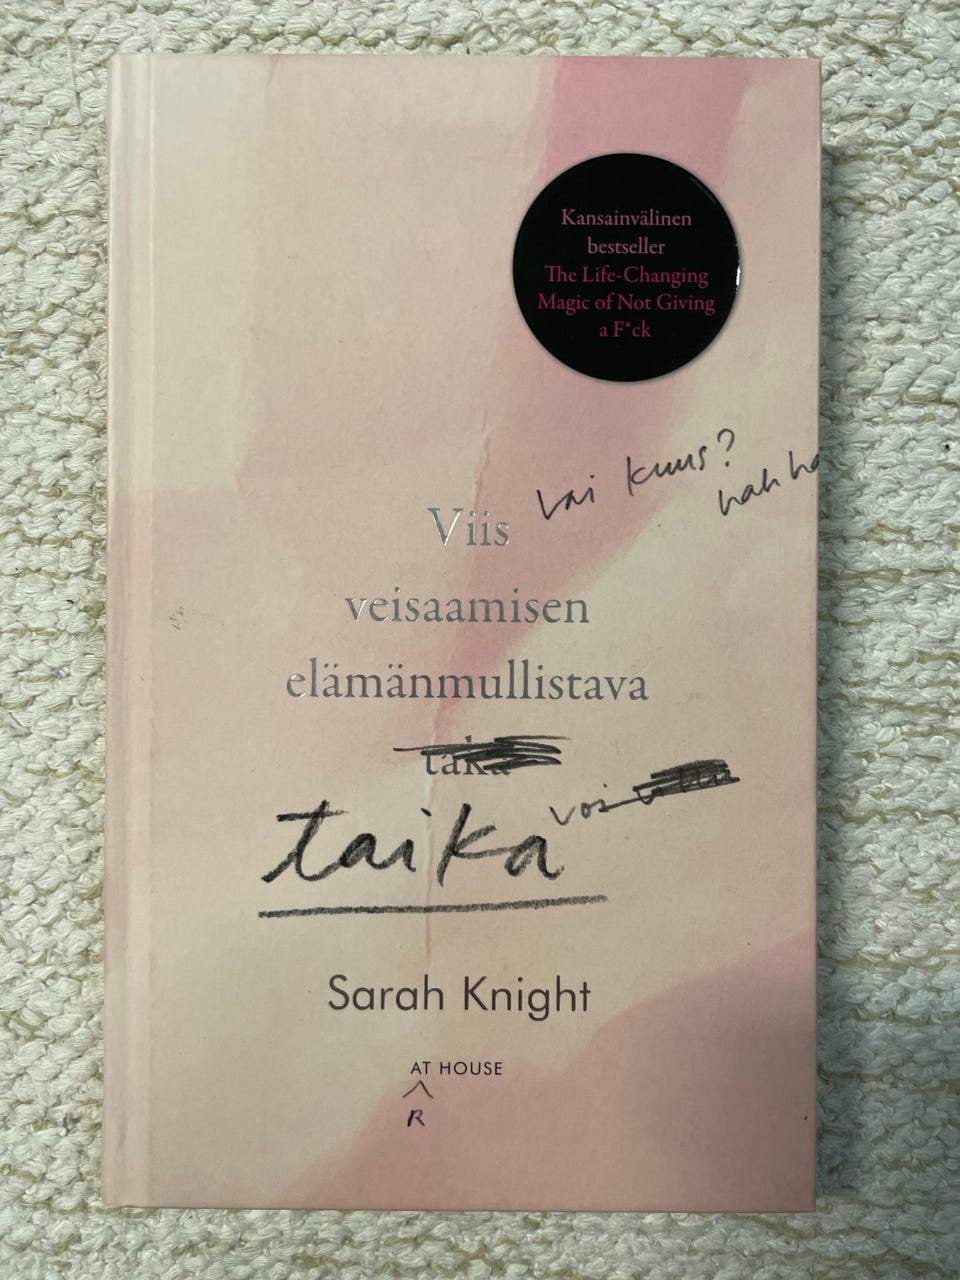 Kansainvälinen
bestseller
The Life-Changing
Magic of Not Giving
a F*ck
vai kuus?
hah ha
Viis
veisaamisen
elämänmullistava
taka
taika
voi
Sarah Knight
AT HOUSE
R